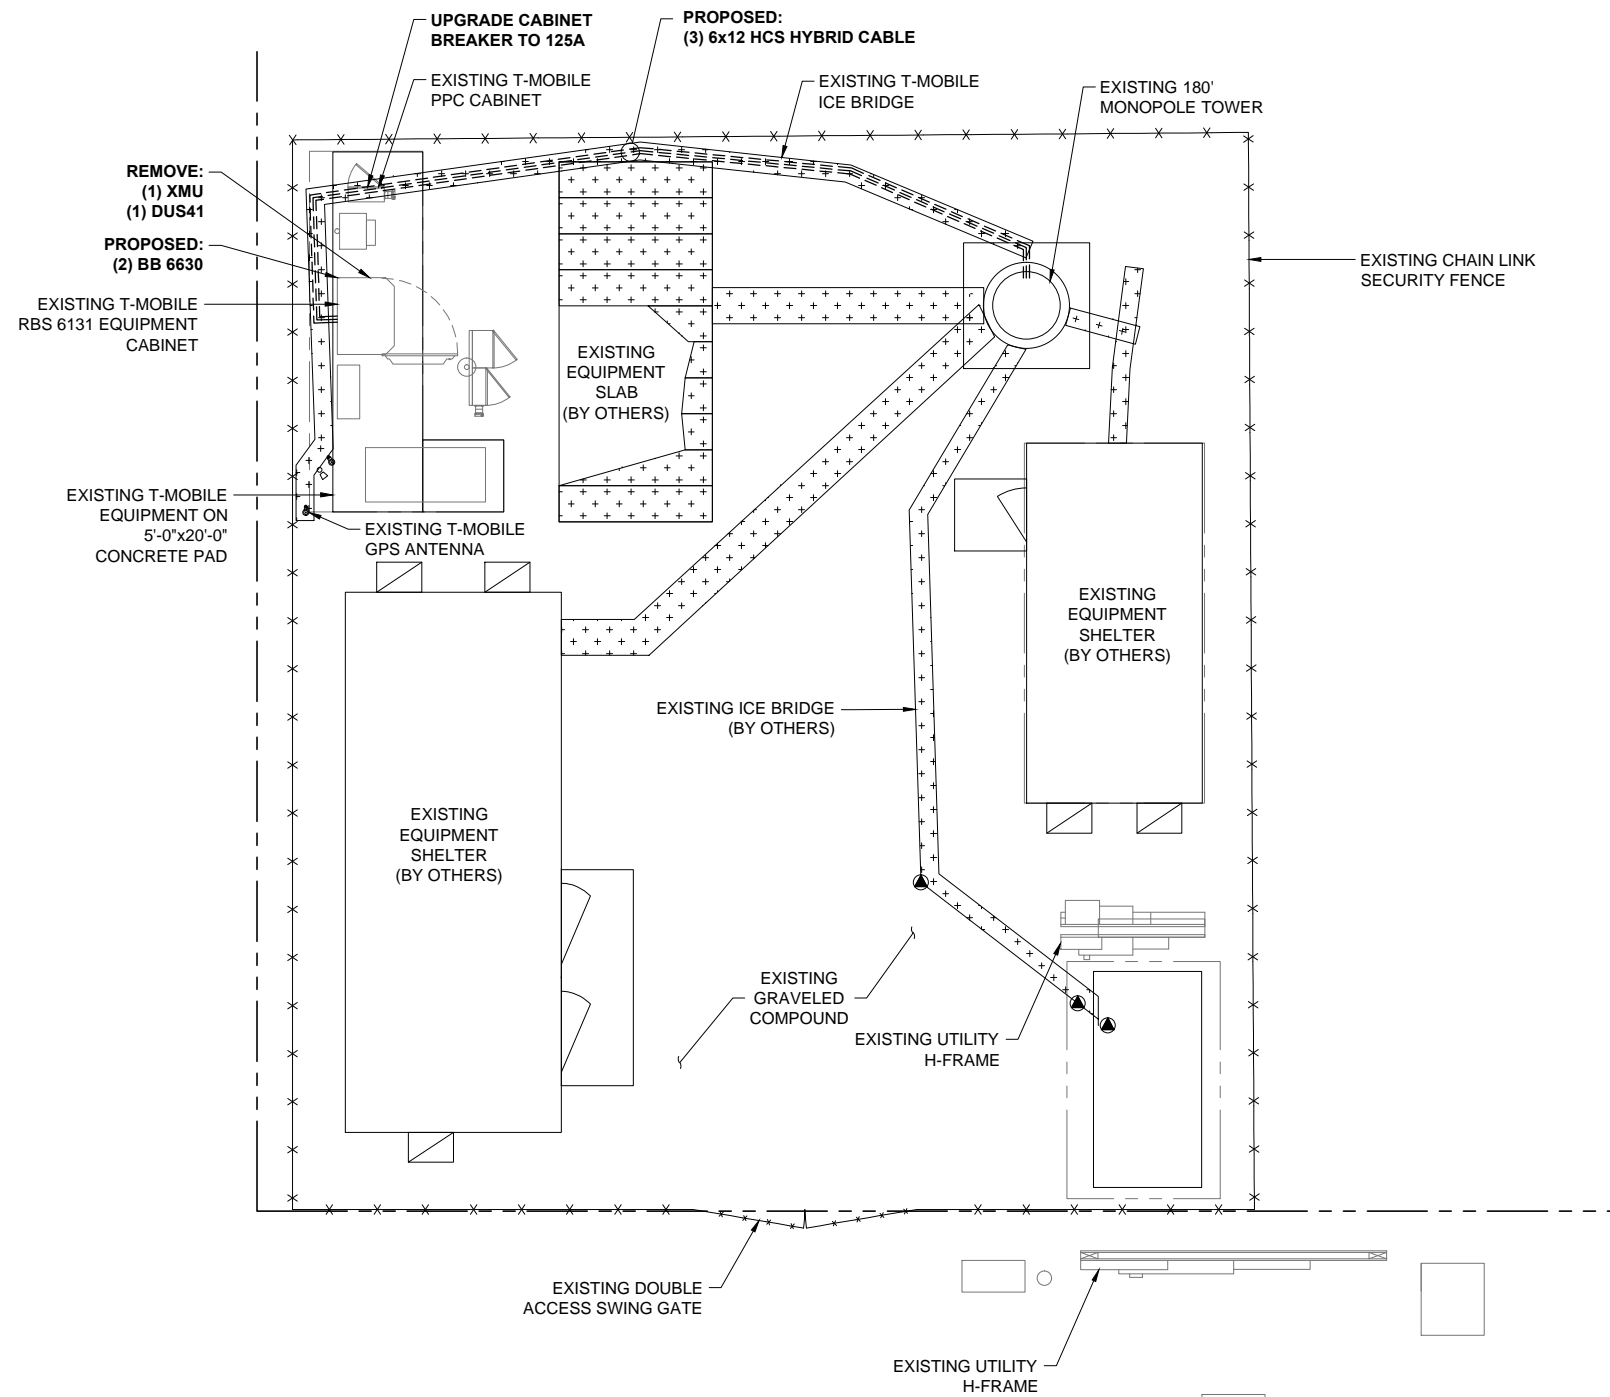 UPGRADE CABINET
BREAKER TO 125A
PROPOSED:
(3) 6x12 HCS HYBRID CABLE
EXISTING T-MOBILE
PPC CABINET
EXISTING T-MOBILE
ICE BRIDGE
EXISTING 180'
MONOPOLE TOWER
REMOVE:
(1) XMU
(1) DUS41
PROPOSED:
(2) BB 6630
EXISTING T-MOBILE
RBS 6131 EQUIPMENT
CABINET
EXISTING CHAIN LINK
SECURITY FENCE
EXISTING
EQUIPMENT
SLAB
(BY OTHERS)
EXISTING T-MOBILE
EQUIPMENT ON
5'-0"x20'-0"
CONCRETE PAD
EXISTING T-MOBILE
GPS ANTENNA
EXISTING
EQUIPMENT
SHELTER
(BY OTHERS)
EXISTING ICE BRIDGE
(BY OTHERS)
EXISTING
EQUIPMENT
SHELTER
(BY OTHERS)
EXISTING
GRAVELED
COMPOUND
EXISTING UTILITY
H-FRAME
EXISTING DOUBLE
ACCESS SWING GATE
EXISTING UTILITY
H-FRAME